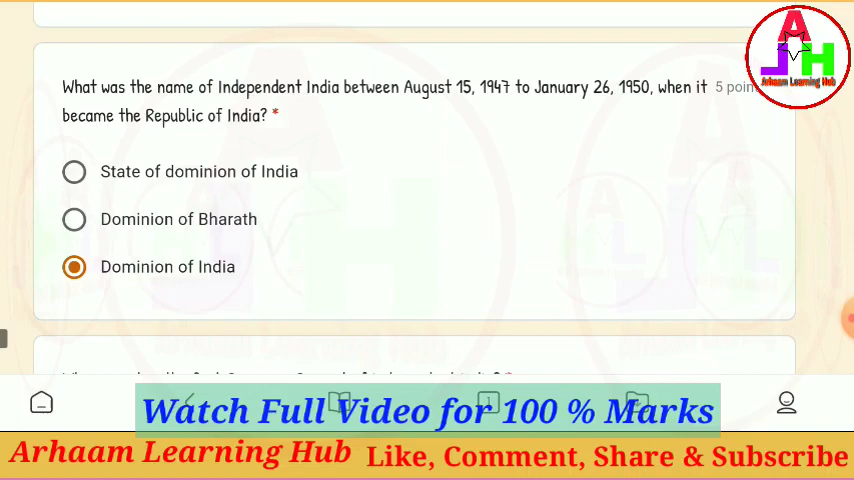 A
J H
Arhaam Learning Hub
What was the name of Independent India between August 15, 1947 to January 26, 1950, when it 5 poin
became the Republic of India? *
State of dominion of India
Dominion of Bharath
Dominion of India
Watch Full Video for 100 % Marks
Arhaam Learning Hub Like, Comment, Share & Subscribe